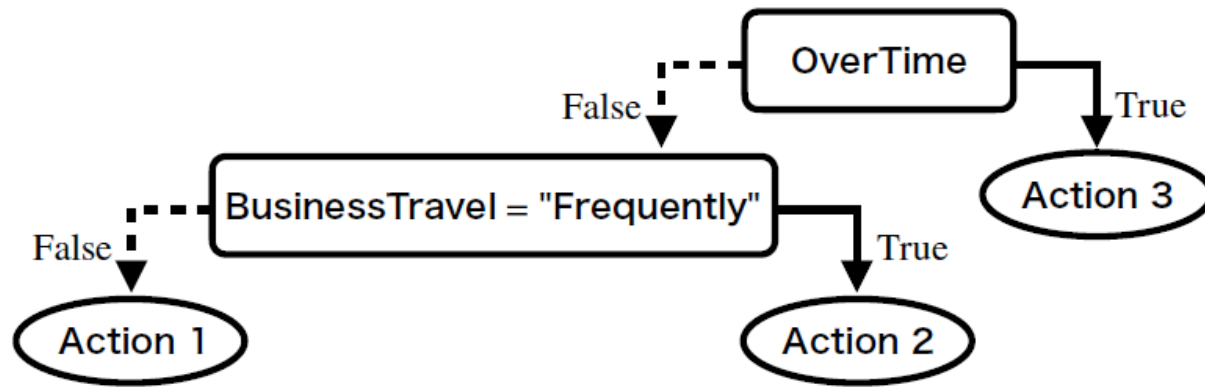 OverTime
False
True
BusinessTravel = "Frequently"
Action 3
False
True
Action 1
Action 2